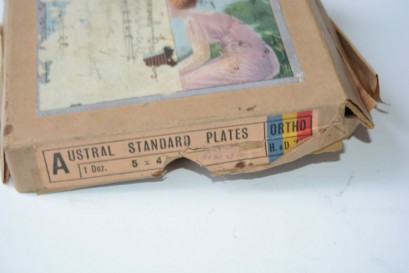 AUSTRAL STANDARD PLATES
1 Doz. 5 x 4
ORTHO
H. & D.